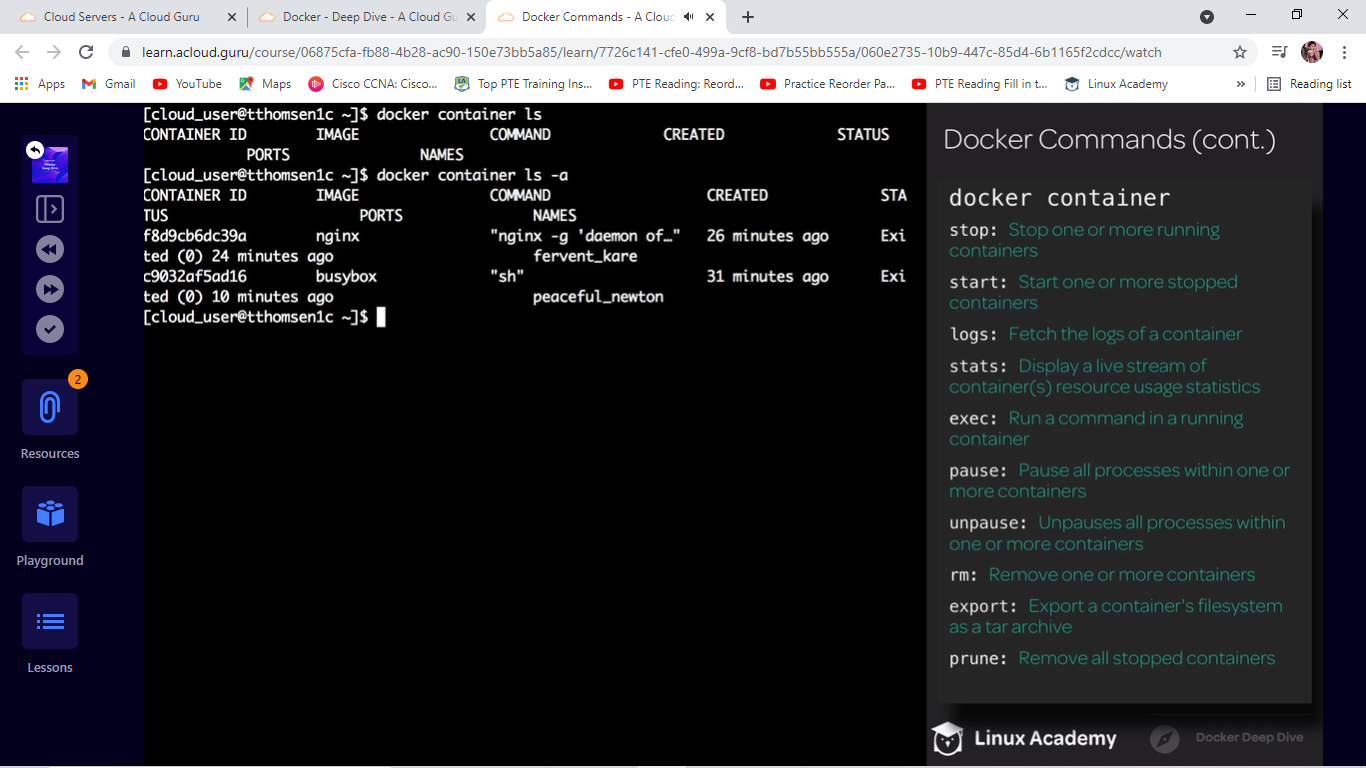 Cloud Servers - A Cloud Guru
Docker - Deep Dive - A Cloud Gu
Docker Commands - A Cloud
learn.acloud.guru/course/06875cfa-fb88-4b28-ac90-150e73bb5a85/learn/7726c141-cfe0-499a-9cf8-bd7b55bb555a/060e2735-10b9-447c-85d4-6b1165f2cdcc/watch
Apps Gmail YouTube Maps Cisco CCNA: Cisco... Top PTE Training Ins... PTE Reading: Reord... Practice Reorder Pa... PTE Reading Fill in t... Linux Academy » Reading list
[cloud_user@tthomsen1c ~]$ docker container ls
CONTAINER ID IMAGE COMMAND CREATED STATUS
PORTS NAMES
[cloud_user@tthomsen1c ~]$ docker container ls -a
CONTAINER ID IMAGE COMMAND CREATED STA
TUS PORTS NAMES
f8d9cb6dc39a nginx "nginx -g 'daemon of…" 26 minutes ago Exi
ted (0) 24 minutes ago fervent_kare
c9032af5ad16 busybox "sh" 31 minutes ago Exi
ted (0) 10 minutes ago peaceful_newton
[cloud_user@tthomsen1c ~]$
Docker Deep Dive
2
Resources
Playground
Lessons
Docker Commands (cont.)
docker container
stop: Stop one or more running
containers
start: Start one or more stopped
containers
logs: Fetch the logs of a container
stats: Display a live stream of
container(s) resource usage statistics
exec: Run a command in a running
container
pause: Pause all processes within one or
more containers
unpause: Unpauses all processes within
one or more containers
rm: Remove one or more containers
export: Export a container's filesystem
as a tar archive
prune: Remove all stopped containers
Linux Academy
Docker Deep Dive